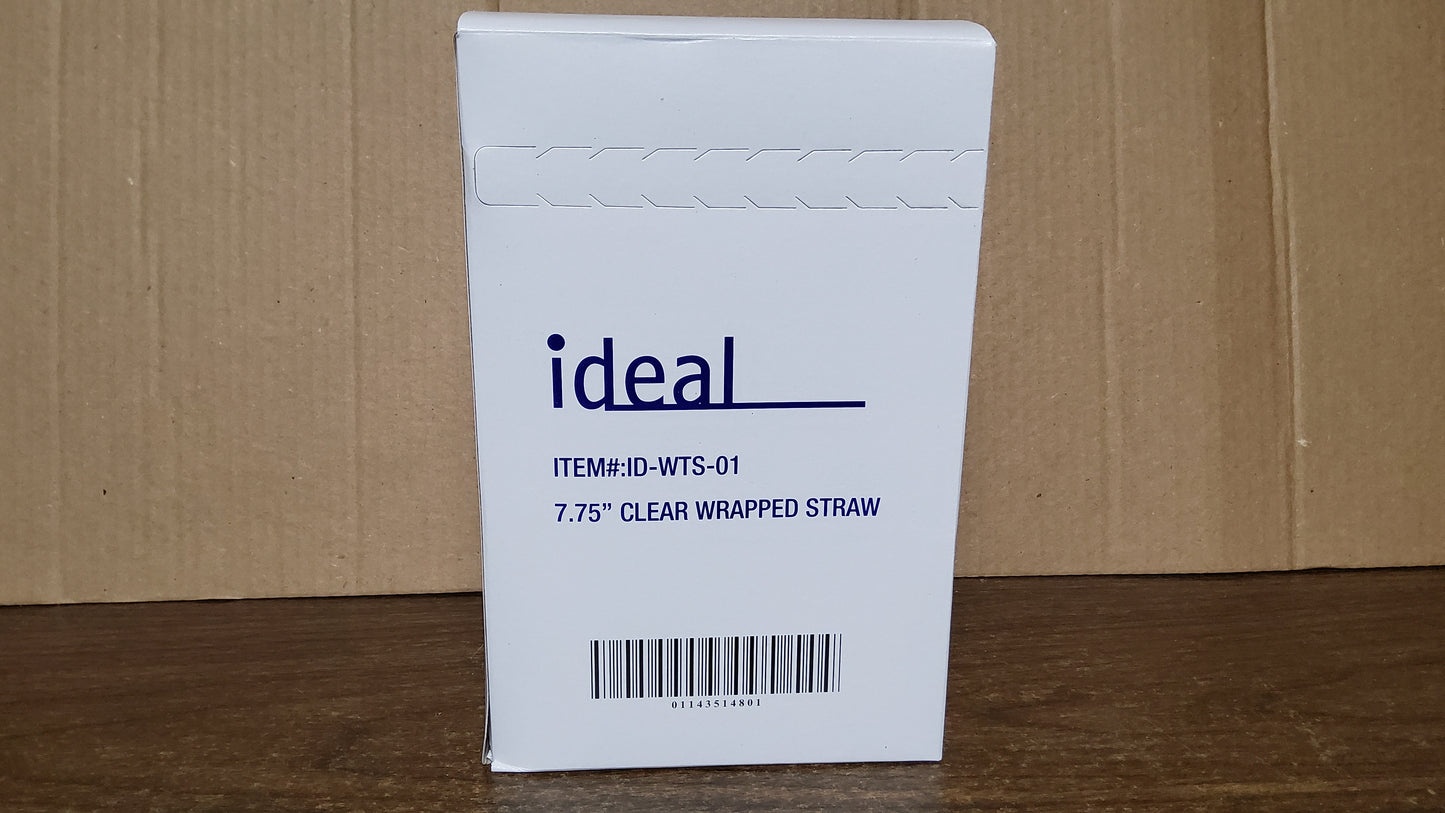 ideal
ITEM#:ID-WTS-01
7.75” CLEAR WRAPPED STRAW
01143514801